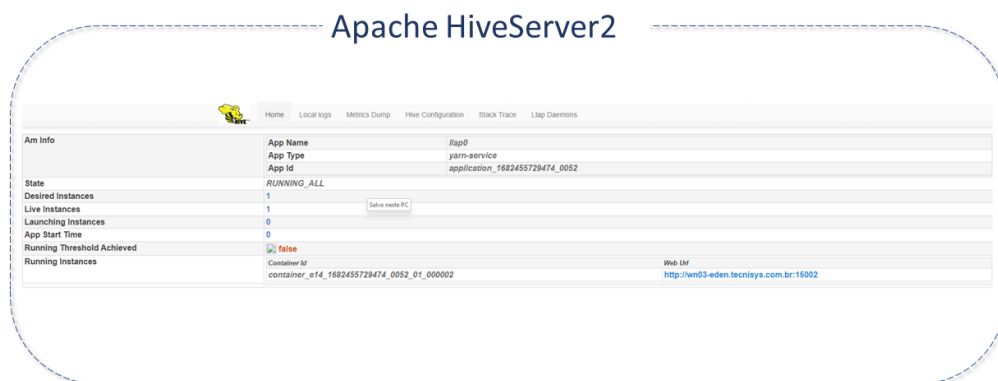 Apache HiveServer2
HIVE
Home Local logs Metrics Dump Hive Configuration Stack Trace Llap Daemons
Am Info
App Name llap0
App Type yarn-service
App Id application_1682455729474_0052
State RUNNING_ALL
Desired Instances 1
Salvo neste PC
Live Instances 1
Launching Instances 0
App Start Time 0
Running Threshold Achieved false
Running Instances
Container Id Web Url
container_e14_1682455729474_0052_01_000002 http://wn03-eden.tecnisys.com.br:15002